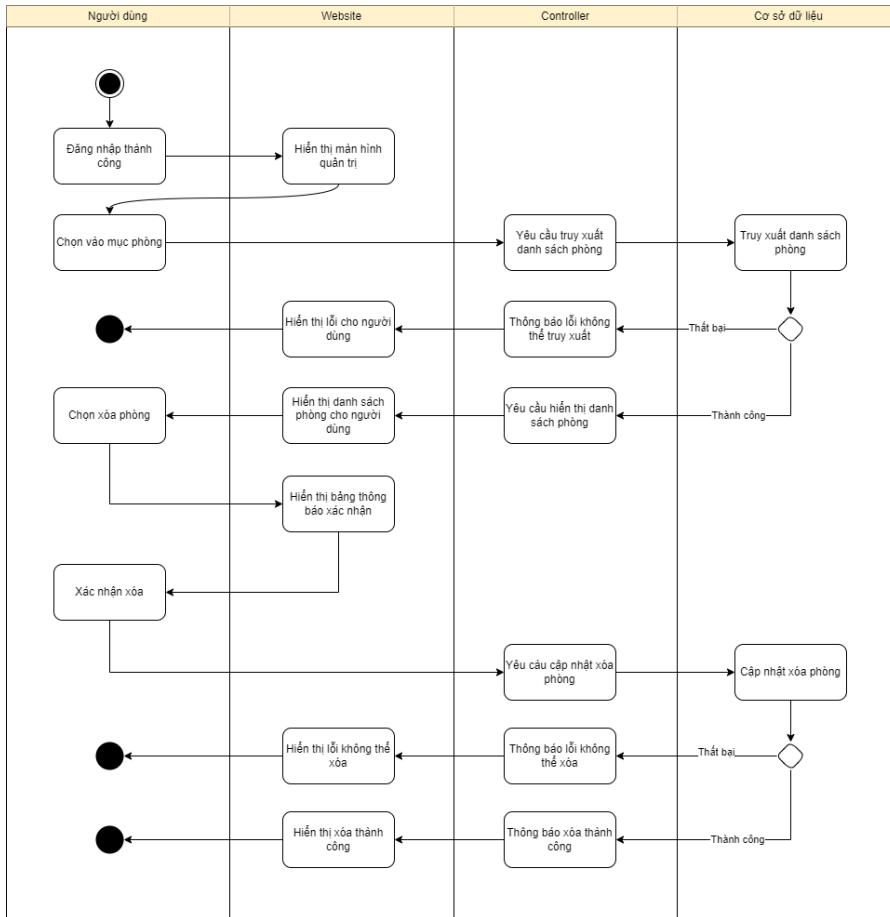 Người dùng
Website
Controller
Cơ sở dữ liệu
Đăng nhập thành
công
Hiển thị màn hình
quản trị
Chọn vào mục phòng
Yêu cầu truy xuất
danh sách phòng
Truy xuất danh sách
phòng
Hiển thị lỗi cho người
dùng
Thông báo lỗi không
thể truy xuất
Thất bại
Chọn xóa phòng
Hiển thị danh sách
phòng cho người
dùng
Yêu cầu hiển thị danh
sách phòng
Thành công
Hiển thị bảng thông
báo xác nhận
Xác nhận xóa
Yêu cáu cập nhật xóa
phòng
Cập nhật xóa phòng
Hiển thị lỗi không thể
xóa
Thông báo lỗi không
thể xóa
Thất bại
Hiển thị xóa thành
công
Thông báo xóa thành
công
Thành công